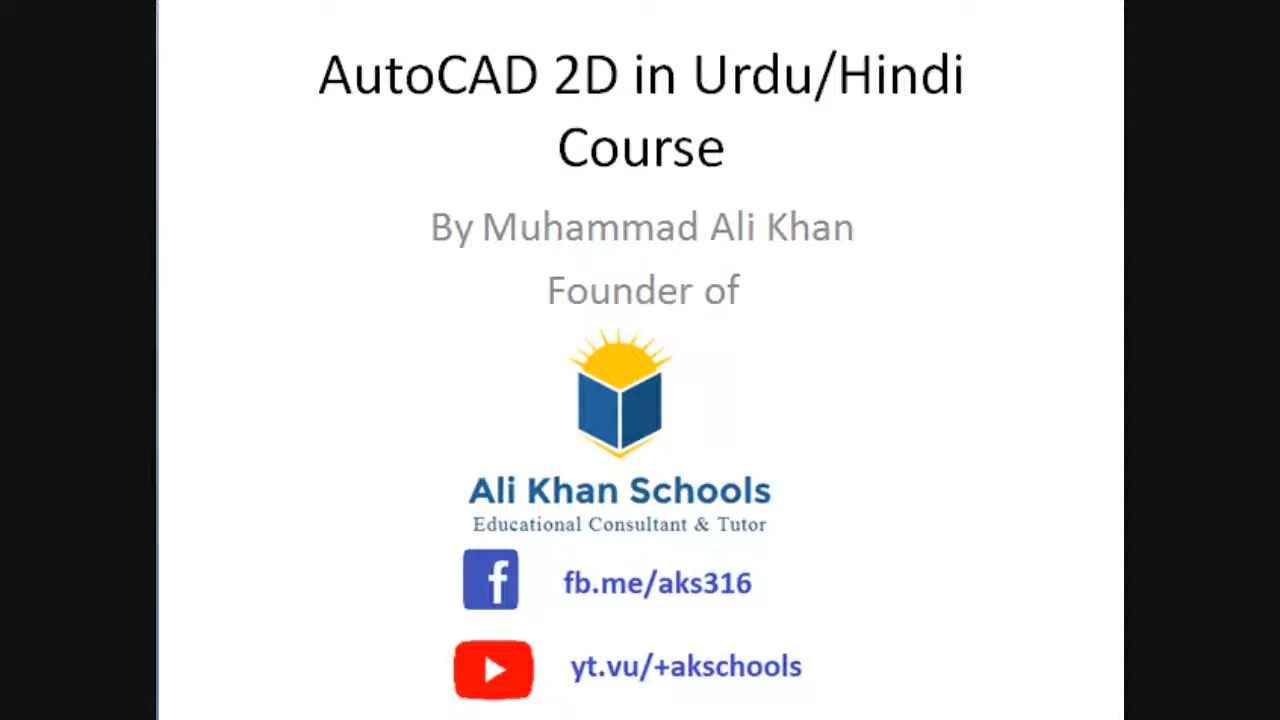 AutoCAD 2D in Urdu/Hindi
Course
By Muhammad Ali Khan
Founder of
Ali Khan Schools
Educational Consultant & Tutor
fb.me/aks316
yt.vu/+akschools